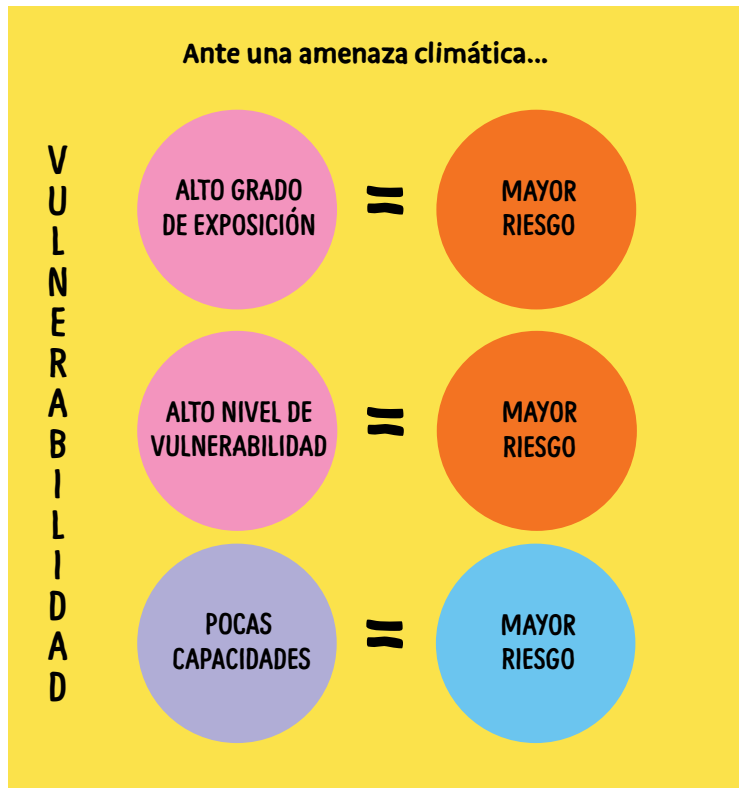 Ante una amenaza climática...
VULNERABILIDAD
ALTO GRADO
DE EXPOSICIÓN
=
MAYOR
RIESGO
ALTO NIVEL DE
VULNERABILIDAD
=
MAYOR
RIESGO
POCAS
CAPACIDADES
=
MAYOR
RIESGO